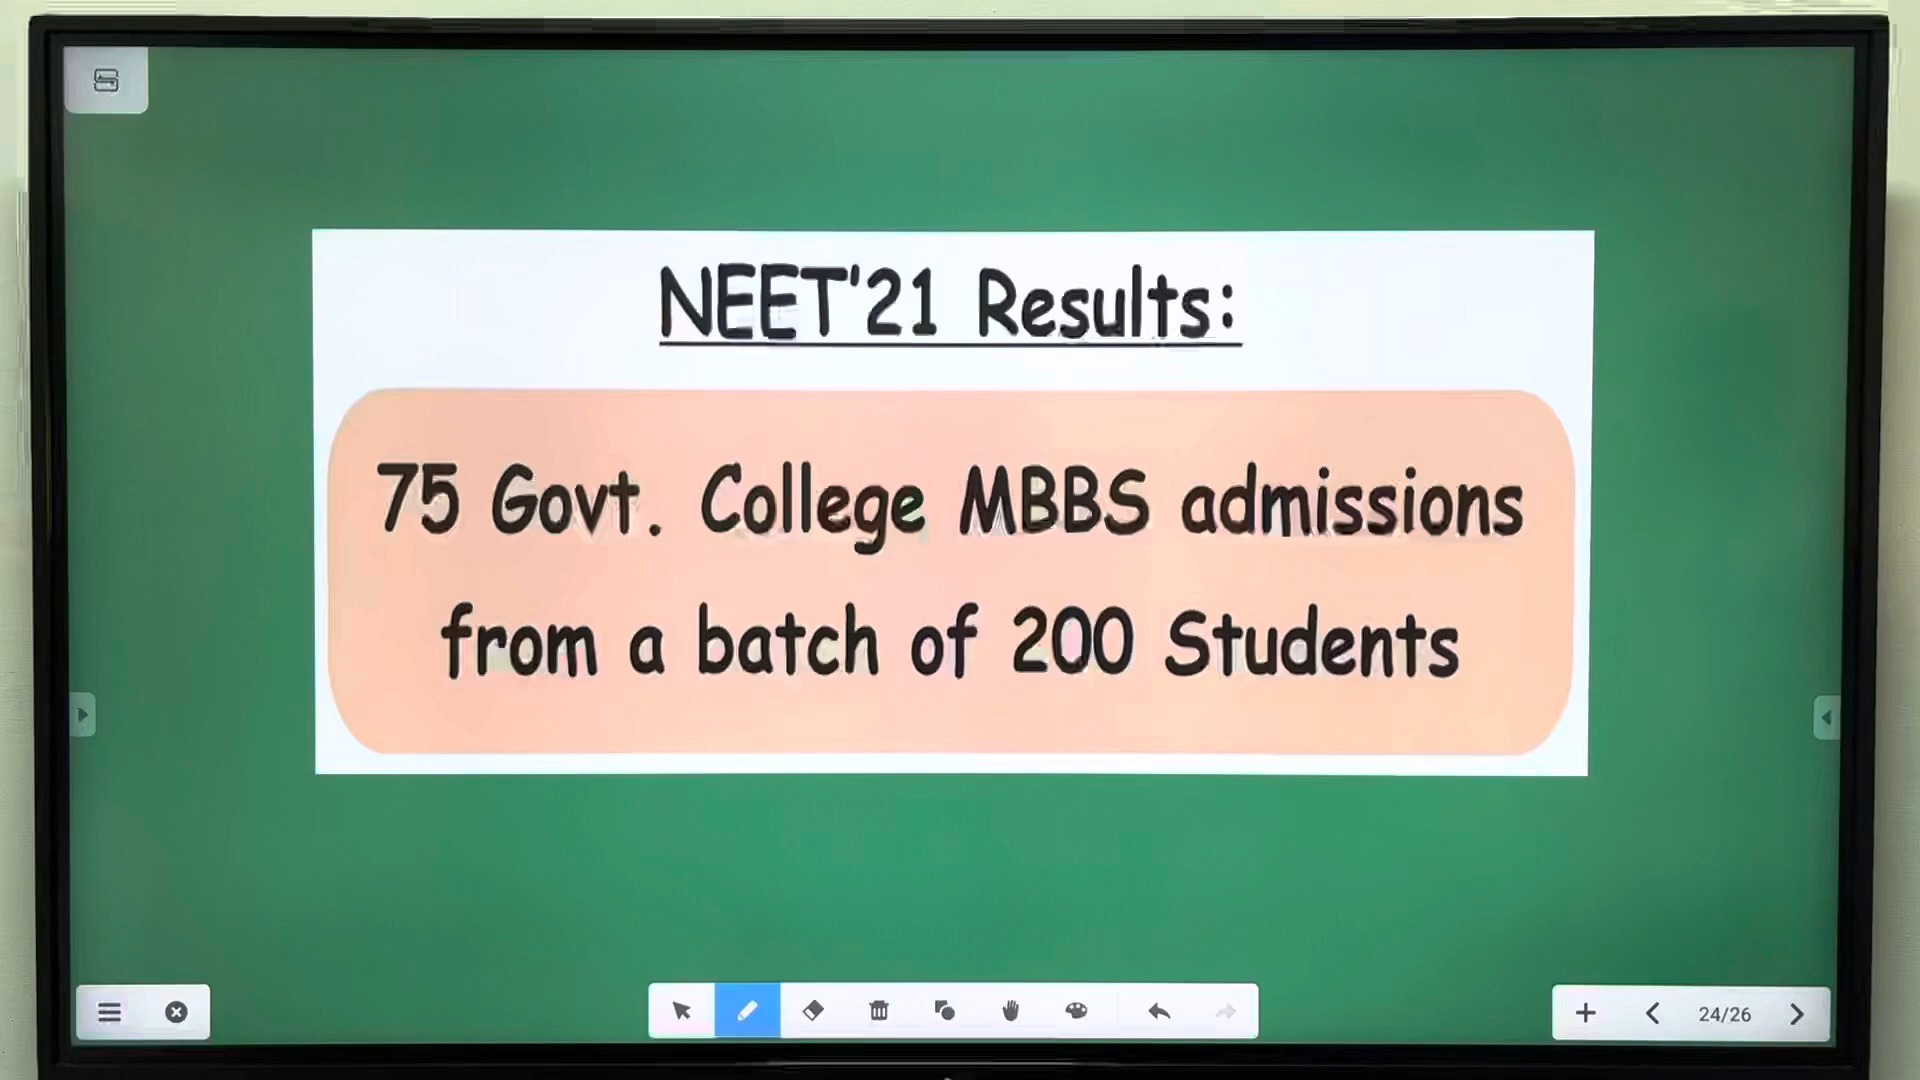 NEET'21 Results:
75 Govt. College MBBS admissions
from a batch of 200 Students
24/26